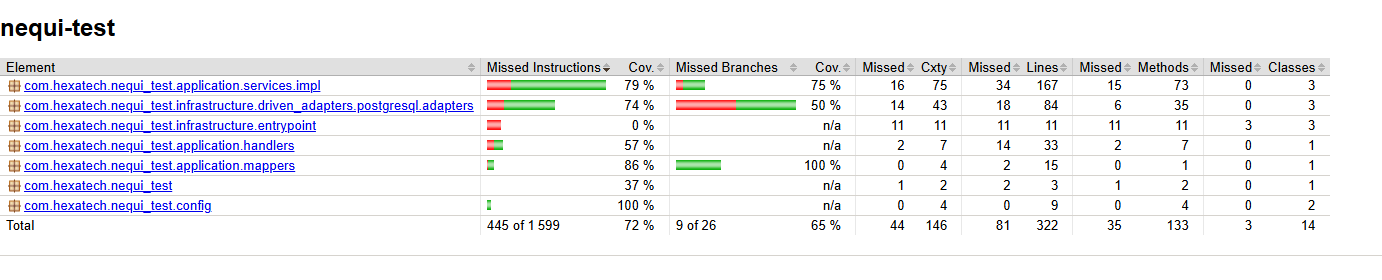 nequi-test
Element Missed Instructions Cov. Missed Branches Cov. Missed Cxty Missed Lines Missed Methods Missed Classes
com.hexatech.nequi_test.application.services.impl 79 % 75 % 16 75 34 167 15 73 0 3
com.hexatech.nequi_test.infrastructure.driven_adapters.postgresql.adapters 74 % 50 % 14 43 18 84 6 35 0 3
com.hexatech.nequi_test.infrastructure.entrypoint 0 % n/a 11 11 11 11 11 11 3 3
com.hexatech.nequi_test.application.handlers 57 % n/a 2 7 14 33 2 7 0 1
com.hexatech.nequi_test.application.mappers 86 % 100 % 0 4 2 15 0 1 0 1
com.hexatech.nequi_test 37 % n/a 1 2 2 3 1 2 0 1
com.hexatech.nequi_test.config 100 % n/a 0 4 0 9 0 4 0 2
Total 445 of 1 599 72 % 9 of 26 65 % 44 146 81 322 35 133 3 14